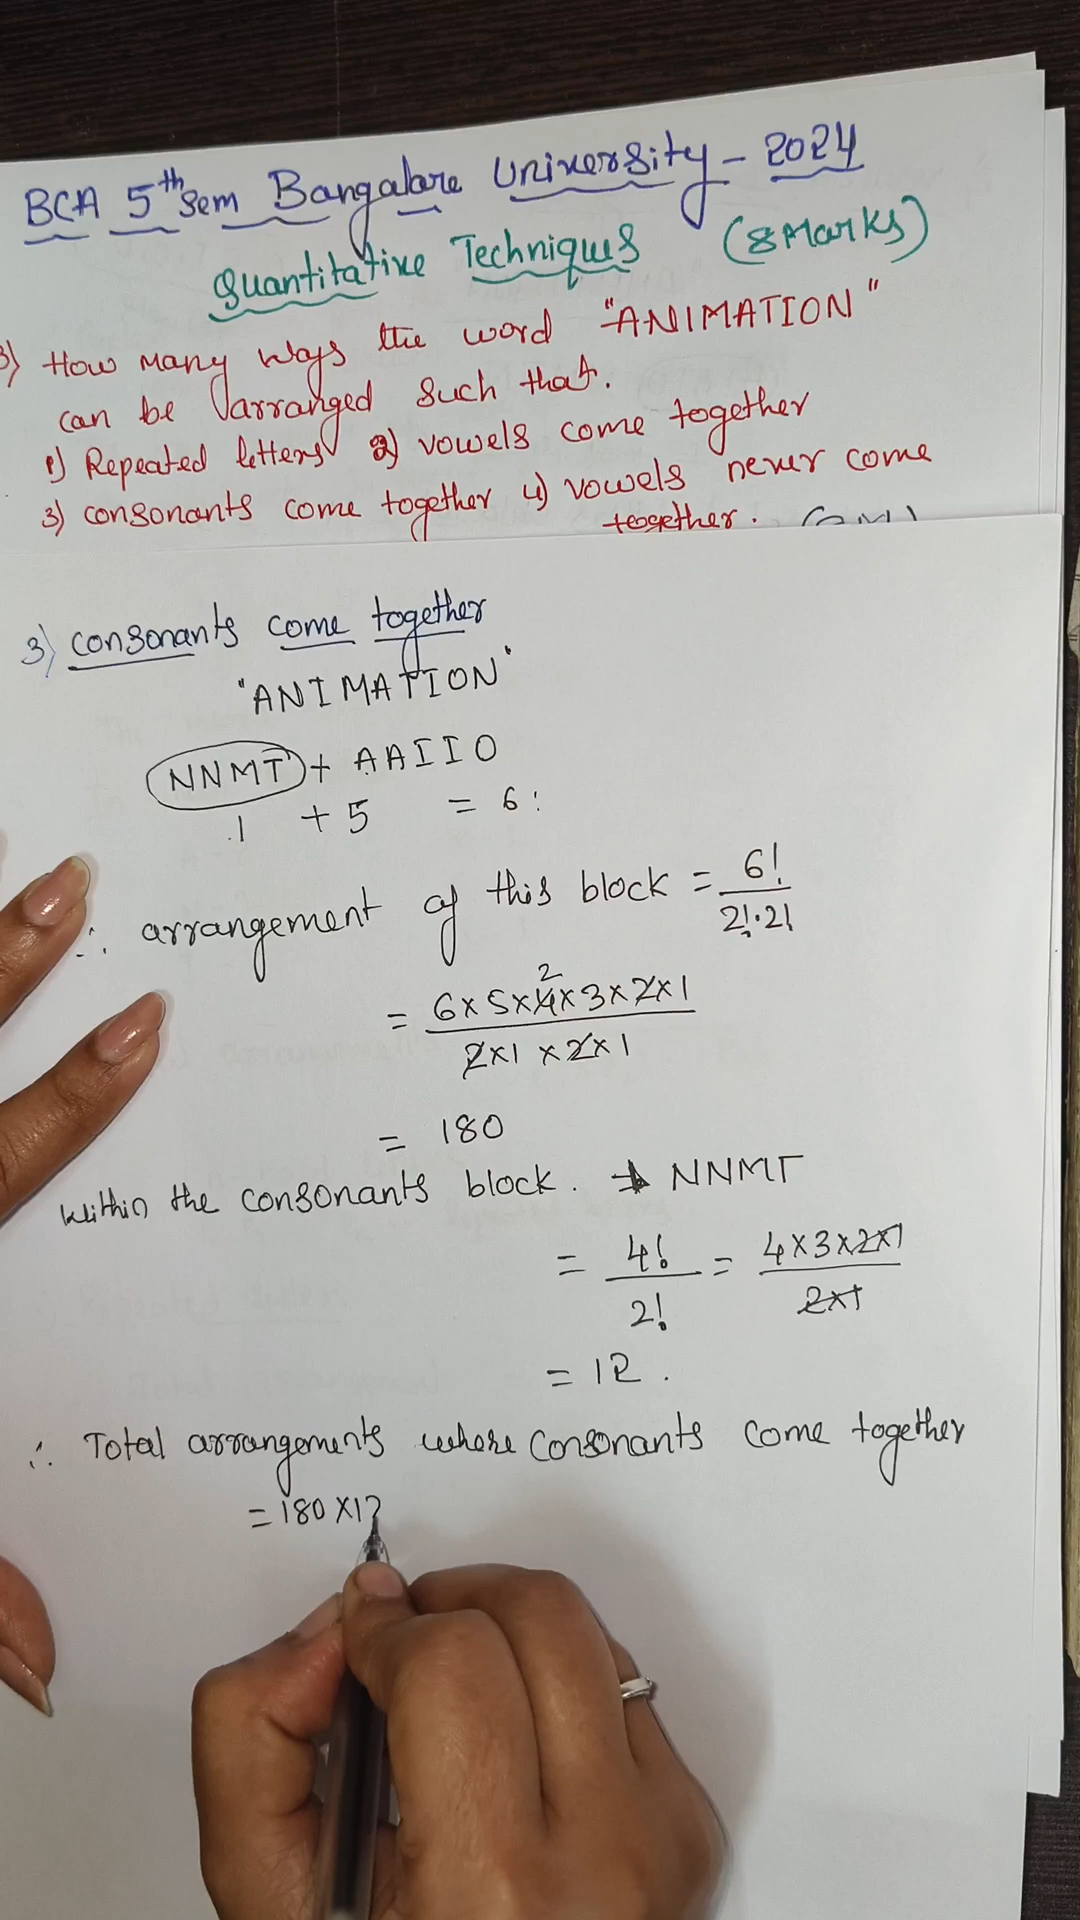 BCA 5th Sem Bangalore University - 2024
Quantitative Techniques (8 Marks)
3) How many ways the word "ANIMATION"
can be arranged such that.
1) Repeated letters 2) vowels come together
3) consonants come together 4) vowels never come
together.
3) consonants come together
"ANIMATION"
NNMT + AAIIO
1 + 5 = 6:
∴ arrangement of this block = 6!/2!·2!
= 6×5×4×3×2×1/2×1×2×1
2
= 180
within the consonants block. → NNMT
= 4!/2! = 4×3×2×1/2×1
= 12.
∴ Total arrangements where consonants come together
= 180 × 12